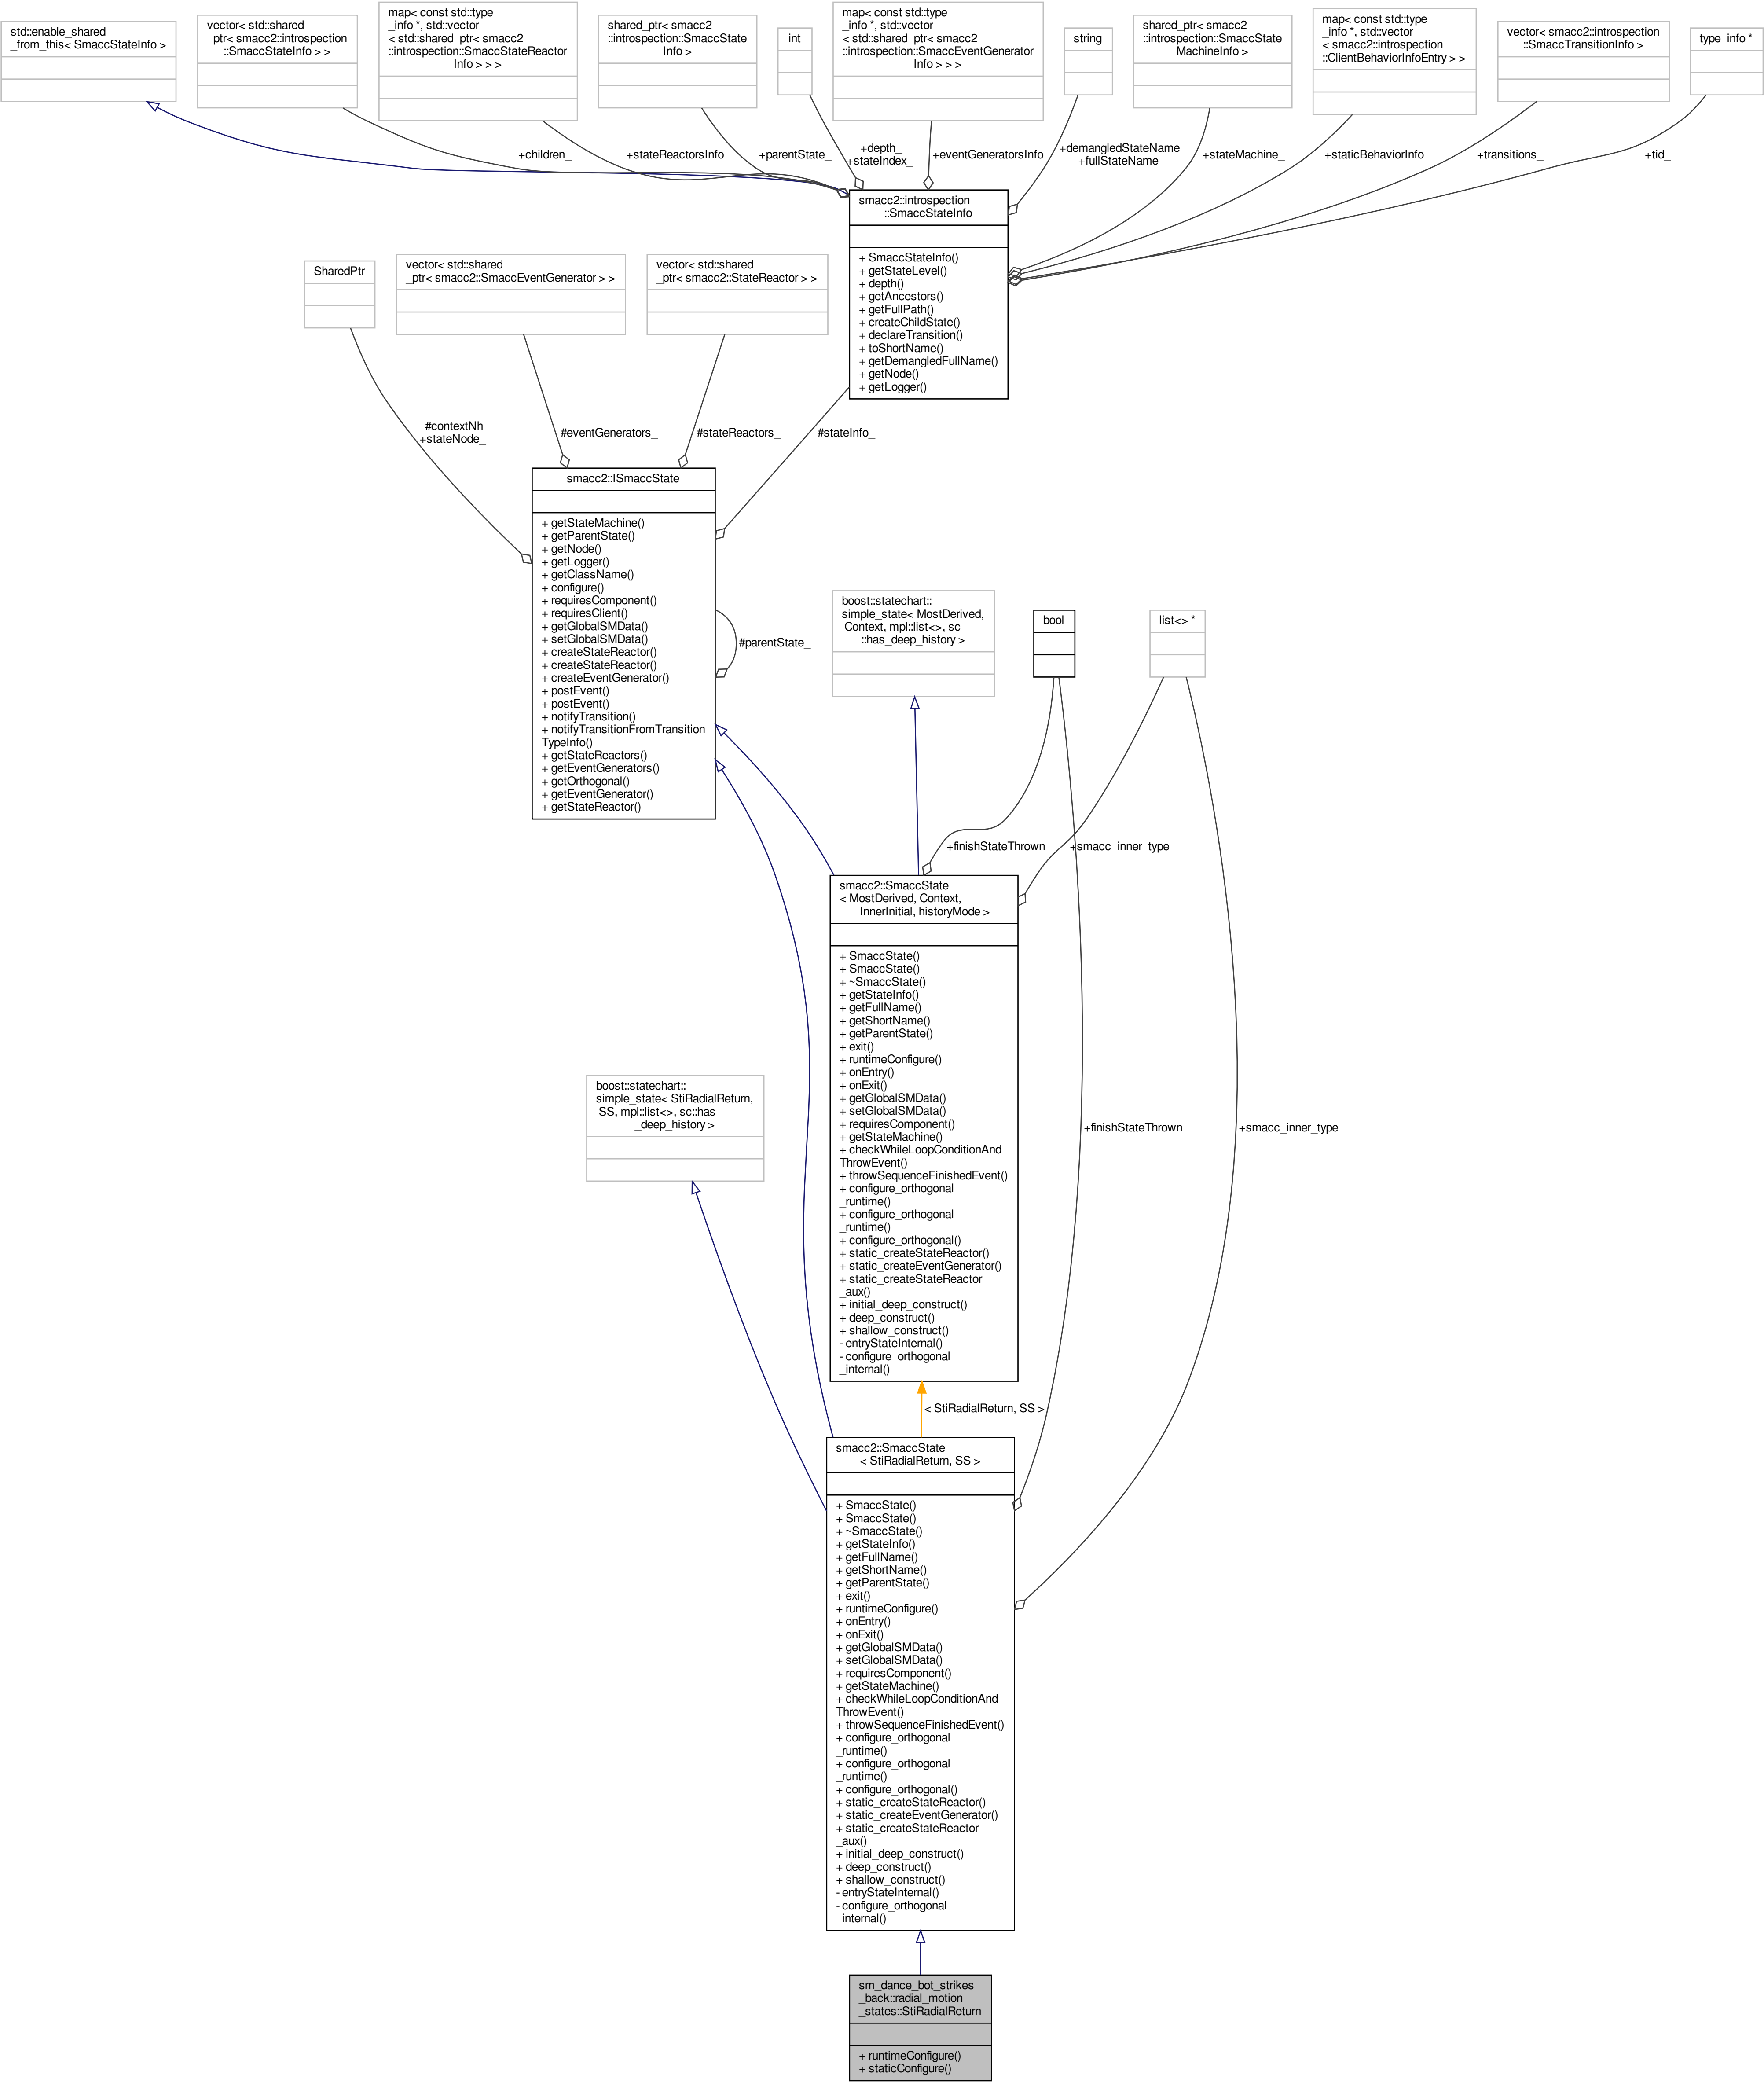 std::enable_shared
_from_this< SmaccStateInfo >
vector< std::shared
_ptr< smacc2::introspection
::SmaccStateInfo > >
map< const std::type
_info *, std::vector
< std::shared_ptr< smacc2
::introspection::SmaccStateReactor
Info > > >
shared_ptr< smacc2
::introspection::SmaccState
Info >
int
map< const std::type
_info *, std::vector
< std::shared_ptr< smacc2
::introspection::SmaccEventGenerator
Info > > >
string
shared_ptr< smacc2
::introspection::SmaccState
MachineInfo >
map< const std::type
_info *, std::vector
< smacc2::introspection
::ClientBehaviorInfoEntry > >
vector< smacc2::introspection
::SmaccTransitionInfo >
type_info *
+children_
+stateReactorsInfo
+parentState_
+depth_
+stateIndex_
+eventGeneratorsInfo
+demangledStateName
+fullStateName
+stateMachine_
+staticBehaviorInfo
+transitions_
+tid_
smacc2::introspection
::SmaccStateInfo
+ SmaccStateInfo()
+ getStateLevel()
+ depth()
+ getAncestors()
+ getFullPath()
+ createChildState()
+ declareTransition()
+ toShortName()
+ getDemangledFullName()
+ getNode()
+ getLogger()
SharedPtr
vector< std::shared
_ptr< smacc2::SmaccEventGenerator > >
vector< std::shared
_ptr< smacc2::StateReactor > >
#contextNh
+stateNode_
#eventGenerators_
#stateReactors_
#stateInfo_
smacc2::ISmaccState
+ getStateMachine()
+ getParentState()
+ getNode()
+ getLogger()
+ getClassName()
+ configure()
+ requiresComponent()
+ requiresClient()
+ getGlobalSMData()
+ setGlobalSMData()
+ createStateReactor()
+ createStateReactor()
+ createEventGenerator()
+ postEvent()
+ postEvent()
+ notifyTransition()
+ notifyTransitionFromTransition
TypeInfo()
+ getStateReactors()
+ getEventGenerators()
+ getOrthogonal()
+ getEventGenerator()
+ getStateReactor()
#parentState_
boost::statechart::
simple_state< MostDerived,
Context, mpl::list<>, sc
::has_deep_history >
bool
list<> *
+finishStateThrown
+smacc_inner_type
smacc2::SmaccState
< MostDerived, Context,
InnerInitial, historyMode >
+ SmaccState()
+ SmaccState()
+ ~SmaccState()
+ getStateInfo()
+ getFullName()
+ getShortName()
+ getParentState()
+ exit()
+ runtimeConfigure()
+ onEntry()
+ onExit()
+ getGlobalSMData()
+ setGlobalSMData()
+ requiresComponent()
+ getStateMachine()
+ checkWhileLoopConditionAnd
ThrowEvent()
+ throwSequenceFinishedEvent()
+ configure_orthogonal
_runtime()
+ configure_orthogonal
_runtime()
+ configure_orthogonal()
+ static_createStateReactor()
+ static_createEventGenerator()
+ static_createStateReactor
_aux()
+ initial_deep_construct()
+ deep_construct()
+ shallow_construct()
- entryStateInternal()
- configure_orthogonal
_internal()
boost::statechart::
simple_state< StiRadialReturn,
SS, mpl::list<>, sc::has
_deep_history >
+finishStateThrown
+smacc_inner_type
< StiRadialReturn, SS >
smacc2::SmaccState
< StiRadialReturn, SS >
+ SmaccState()
+ SmaccState()
+ ~SmaccState()
+ getStateInfo()
+ getFullName()
+ getShortName()
+ getParentState()
+ exit()
+ runtimeConfigure()
+ onEntry()
+ onExit()
+ getGlobalSMData()
+ setGlobalSMData()
+ requiresComponent()
+ getStateMachine()
+ checkWhileLoopConditionAnd
ThrowEvent()
+ throwSequenceFinishedEvent()
+ configure_orthogonal
_runtime()
+ configure_orthogonal
_runtime()
+ configure_orthogonal()
+ static_createStateReactor()
+ static_createEventGenerator()
+ static_createStateReactor
_aux()
+ initial_deep_construct()
+ deep_construct()
+ shallow_construct()
- entryStateInternal()
- configure_orthogonal
_internal()
sm_dance_bot_strikes
_back::radial_motion
_states::StiRadialReturn
+ runtimeConfigure()
+ staticConfigure()